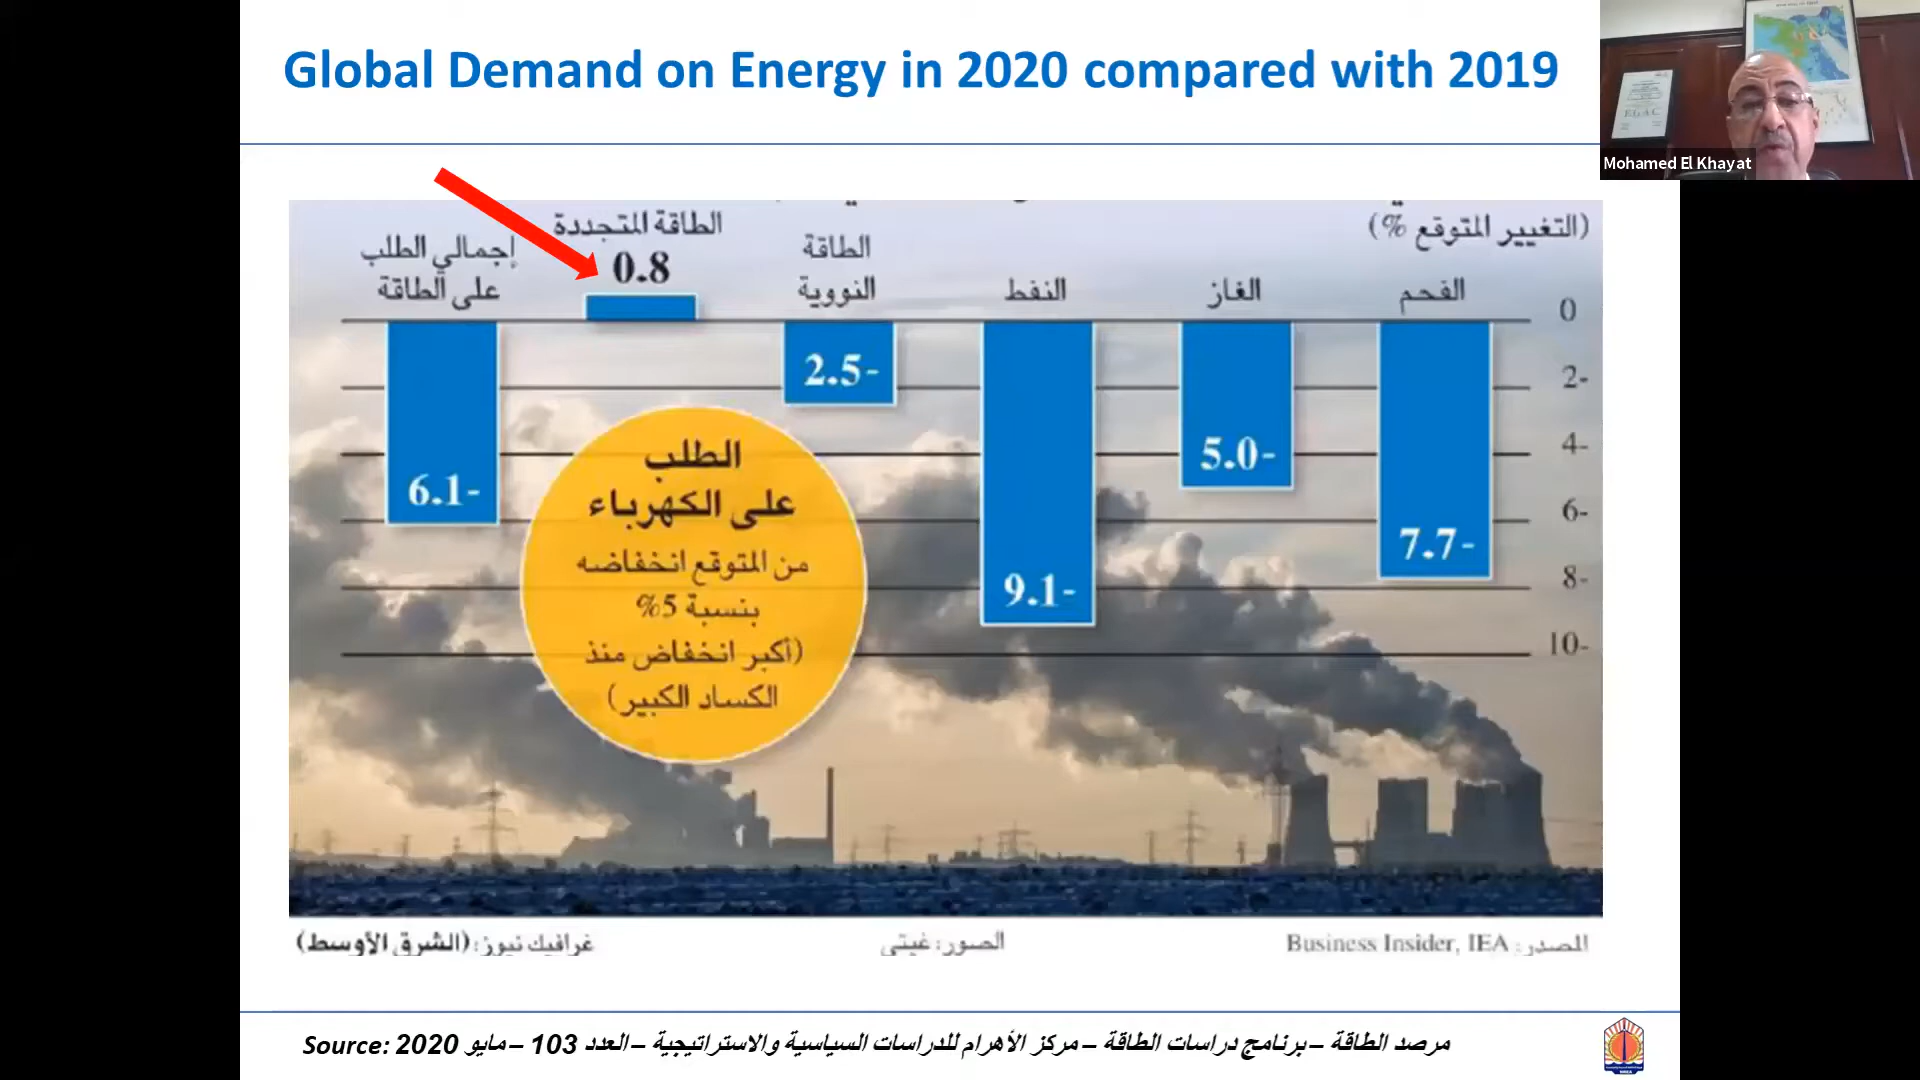 Global Demand on Energy in 2020 compared with 2019
Mohamed El Khayat
EGAC
(التغيير المتوقع %)
الفحم
الغاز
النفط
الطاقة
النووية
الطاقة المتجددة
إجمالي الطلب
على الطاقة
0
2-
4-
6-
8-
10-
7.7-
5.0-
9.1-
2.5-
0.8
6.1-
الطلب
على الكهرباء
من المتوقع انخفاضه
بنسبة 5%
(أكبر انخفاض منذ
الكساد الكبير)
المصدر: Business Insider, IEA
الصور: غيتي
غرافيك نيوز: (الشرق الأوسط)
Source: مرصد الطاقة – برنامج دراسات الطاقة – مركز الأهرام للدراسات السياسية والاستراتيجية – العدد 103 – مايو 2020